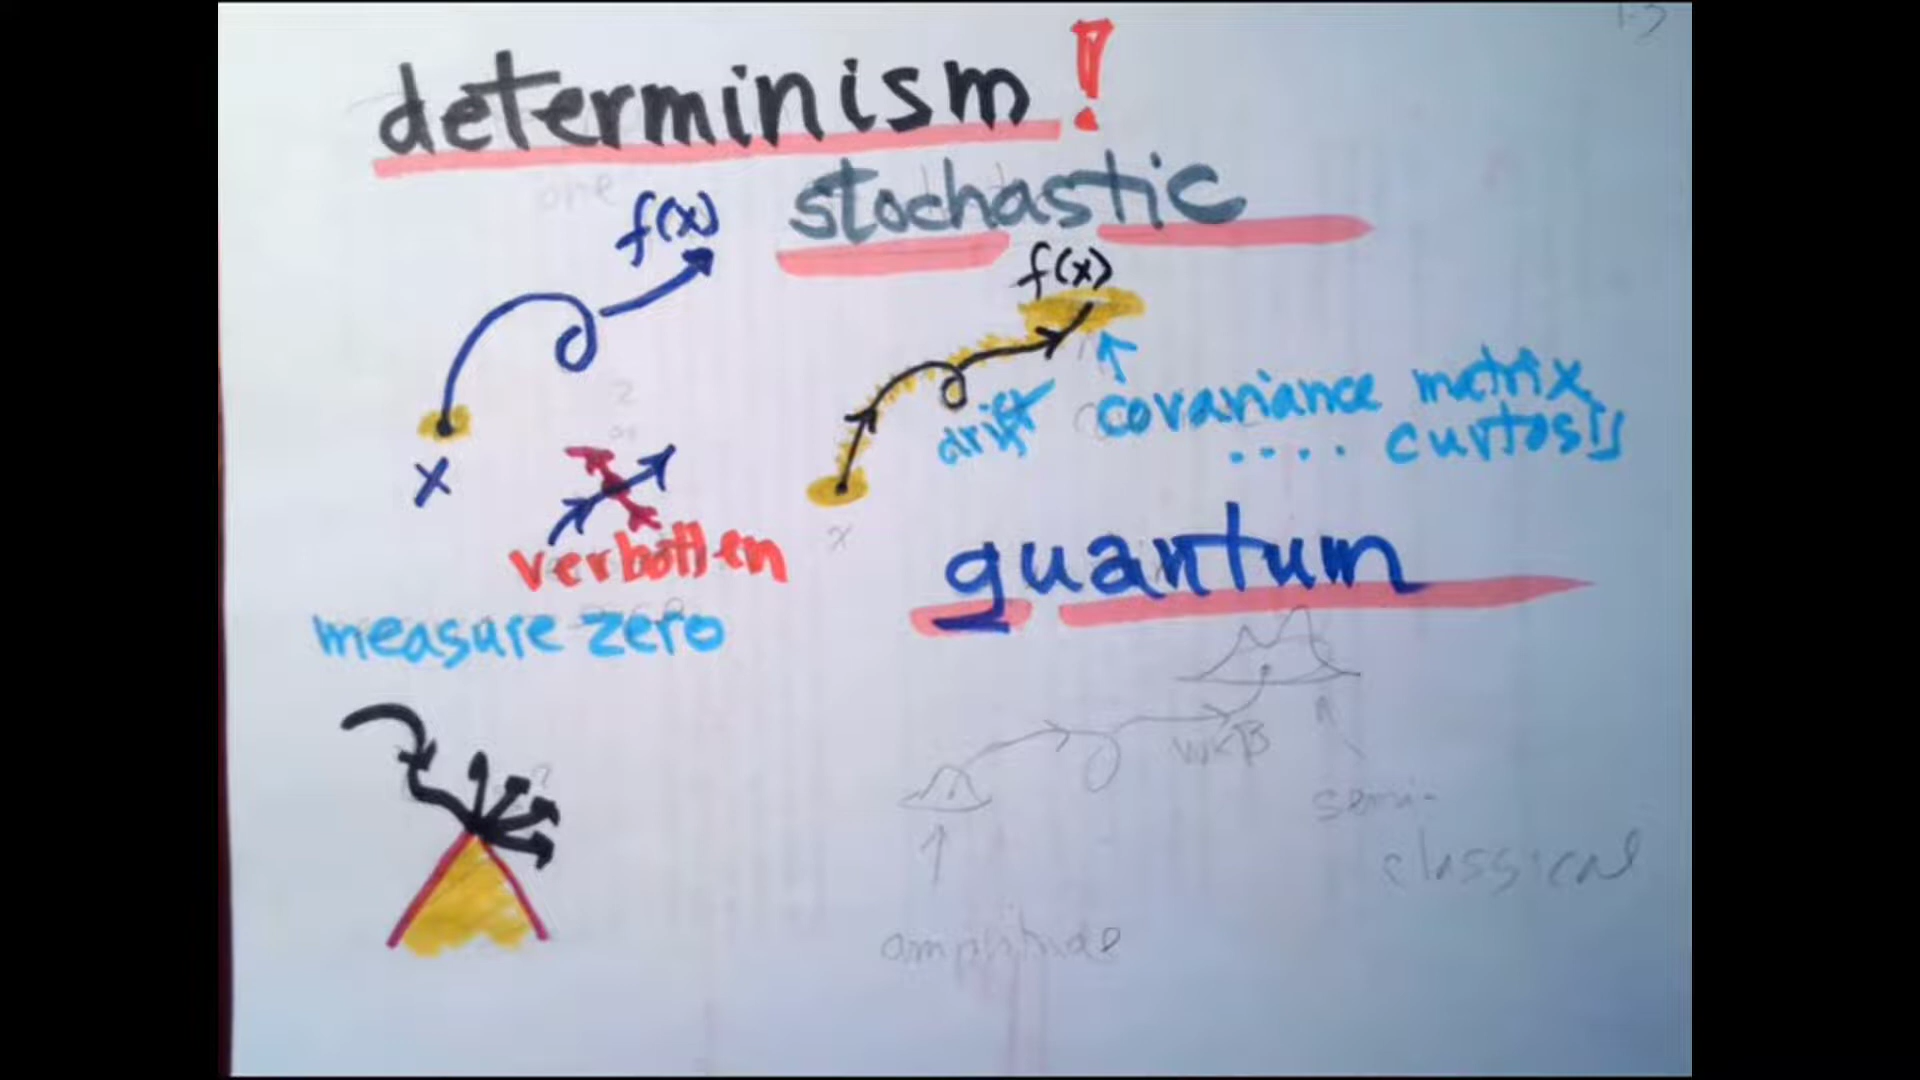 determinism!
stochastic
f(x)
f(x)
drift
covariance matrix
.... curtosis
x
x
verbotten
measure zero
quantum
WKB
semi-
classical
amplitude